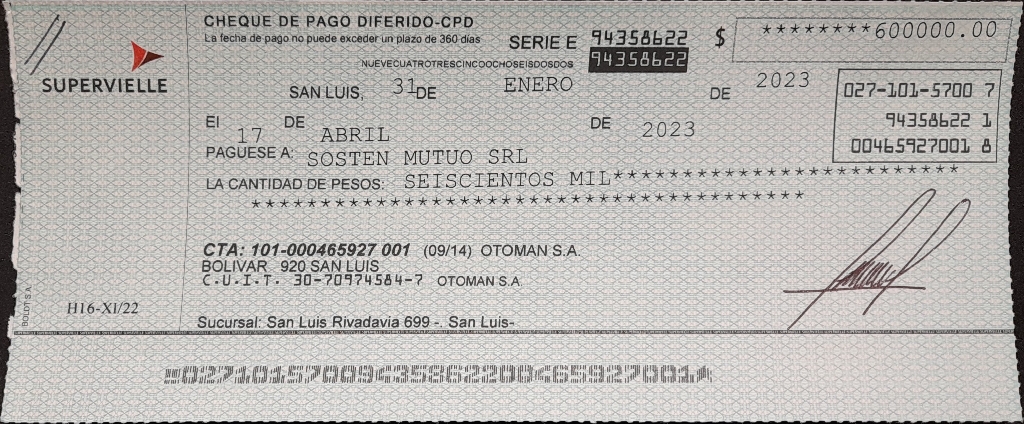 CHEQUE DE PAGO DIFERIDO-CPD
La fecha de pago no puede exceder un plazo de 360 días
SERIE E 94358622 $ ********600000.00
94358622
NUEVECUATROTRESCINCOOCHOSEISDOSDOS
SUPERVIELLE
SAN LUIS, 31 DE ENERO DE 2023
027-101-5700 7
94358622 1
00465927001 8
El 17 DE ABRIL DE 2023
PAGUESE A: SOSTEN MUTUO SRL
LA CANTIDAD DE PESOS: SEISCIENTOS MIL************************
****************************************
CTA: 101-000465927 001 (09/14) OTOMAN S.A.
BOLIVAR 920 SAN LUIS
C.U.I.T. 30-70974584-7 OTOMAN S.A.
H16-XI/22
BOLDT S.A.
Sucursal: San Luis Rivadavia 699 -. San Luis-
02710157009435862200465927001